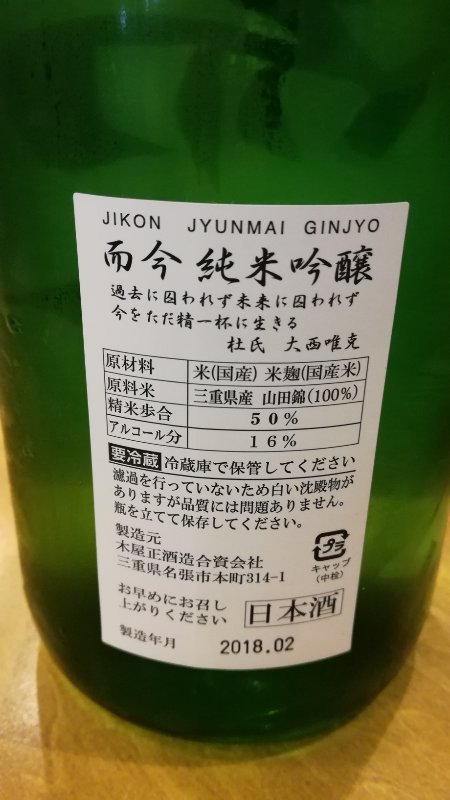 JIKON JYUNMAI GINJYO
而今 純米吟醸
過去に囚われず未来に囚われず
今をただ精一杯に生きる
杜氏 大西唯克
原材料 米(国産) 米麹(国産米)
原料米 三重県産 山田錦(100%)
精米歩合 50%
アルコール分 16%
要冷蔵 冷蔵庫で保管してください
濾過を行っていないため白い沈殿物が
ありますが品質には問題ありません。
瓶を立てて保存してください。
製造元
木屋正酒造合資会社
三重県名張市本町314-1
プラ
キャップ
(中栓)
お早めにお召し
上がりください
日本酒
製造年月 2018.02